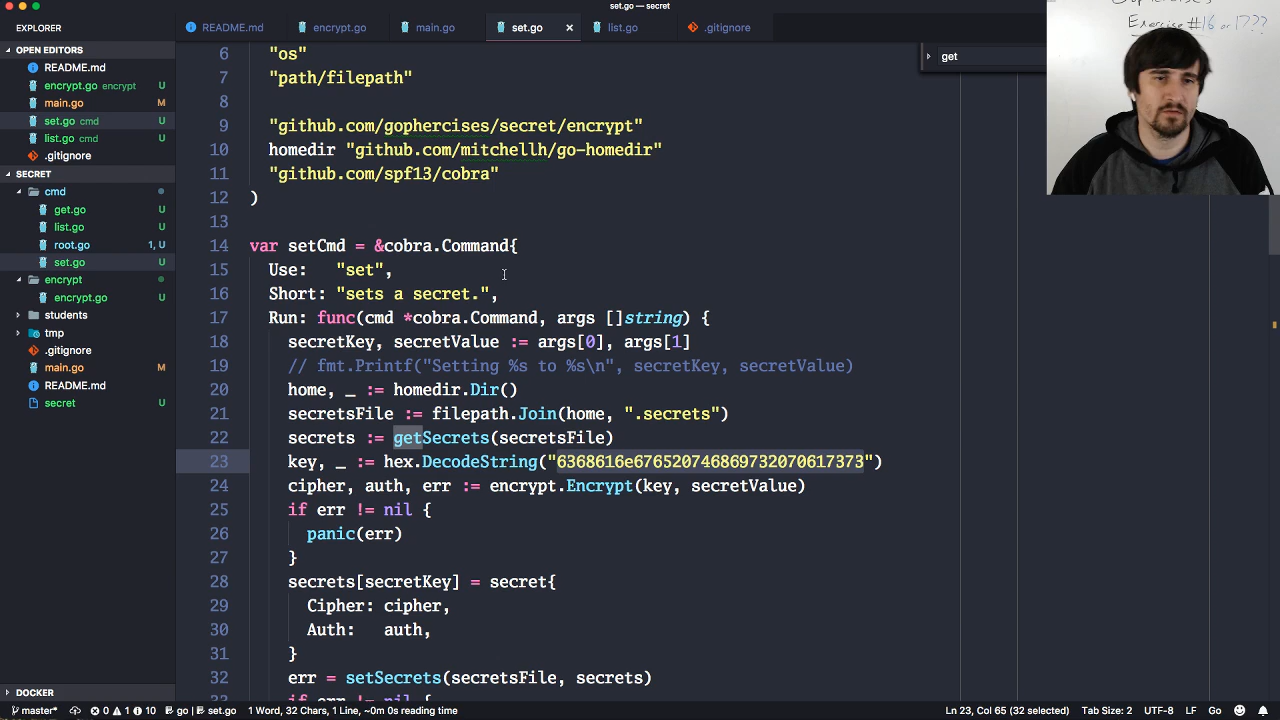 set.go — secret
EXPLORER
README.md
encrypt.go
main.go
set.go
list.go
.gitignore
OPEN EDITORS
README.md
encrypt.go encrypt U
main.go M
set.go cmd U
list.go cmd U
.gitignore
SECRET
cmd
get.go U
list.go U
root.go 1, U
set.go U
encrypt
encrypt.go U
students
tmp
.gitignore
main.go M
README.md
secret U
DOCKER
get
Exercise #16 or 17???
6 "os"
7 "path/filepath"
8
9 "github.com/gophercises/secret/encrypt"
10 homedir "github.com/mitchellh/go-homedir"
11 "github.com/spf13/cobra"
12 )
13
14 var setCmd = &cobra.Command{
15 Use: "set",
16 Short: "sets a secret.",
17 Run: func(cmd *cobra.Command, args []string) {
18 secretKey, secretValue := args[0], args[1]
19 // fmt.Printf("Setting %s to %s\n", secretKey, secretValue)
20 home, _ := homedir.Dir()
21 secretsFile := filepath.Join(home, ".secrets")
22 secrets := getSecrets(secretsFile)
23 key, _ := hex.DecodeString("6368616e676520746869732070617373")
24 cipher, auth, err := encrypt.Encrypt(key, secretValue)
25 if err != nil {
26 panic(err)
27 }
28 secrets[secretKey] = secret{
29 Cipher: cipher,
30 Auth: auth,
31 }
32 err = setSecrets(secretsFile, secrets)
33 if err != nil {
master* 0 1 10 go | set.go 1 Word, 32 Chars, 1 Line, ~0m 0s reading time Ln 23, Col 65 (32 selected) Tab Size: 2 UTF-8 LF Go